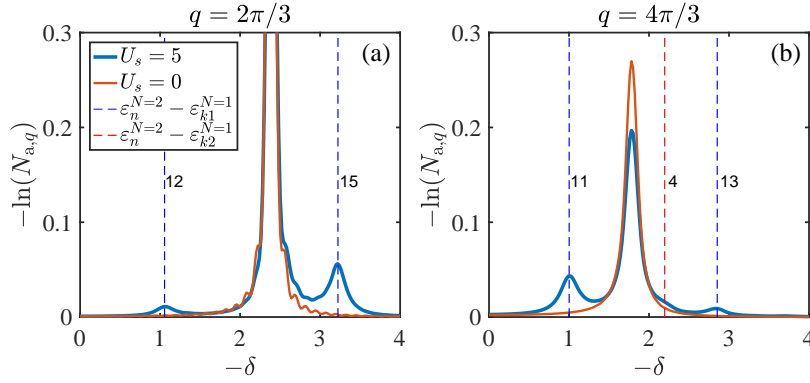 q = 2π/3
−ln(N_{a,q})
0.3
0.2
0.1
0
(a)
U_s = 5
U_s = 0
ε_n^{N=2} − ε_{k1}^{N=1}
ε_n^{N=2} − ε_{k2}^{N=1}
12
15
0 1 2 3 4
−δ
q = 4π/3
−ln(N_{a,q})
0.3
0.2
0.1
0
(b)
11
4
13
0 1 2 3 4
−δ